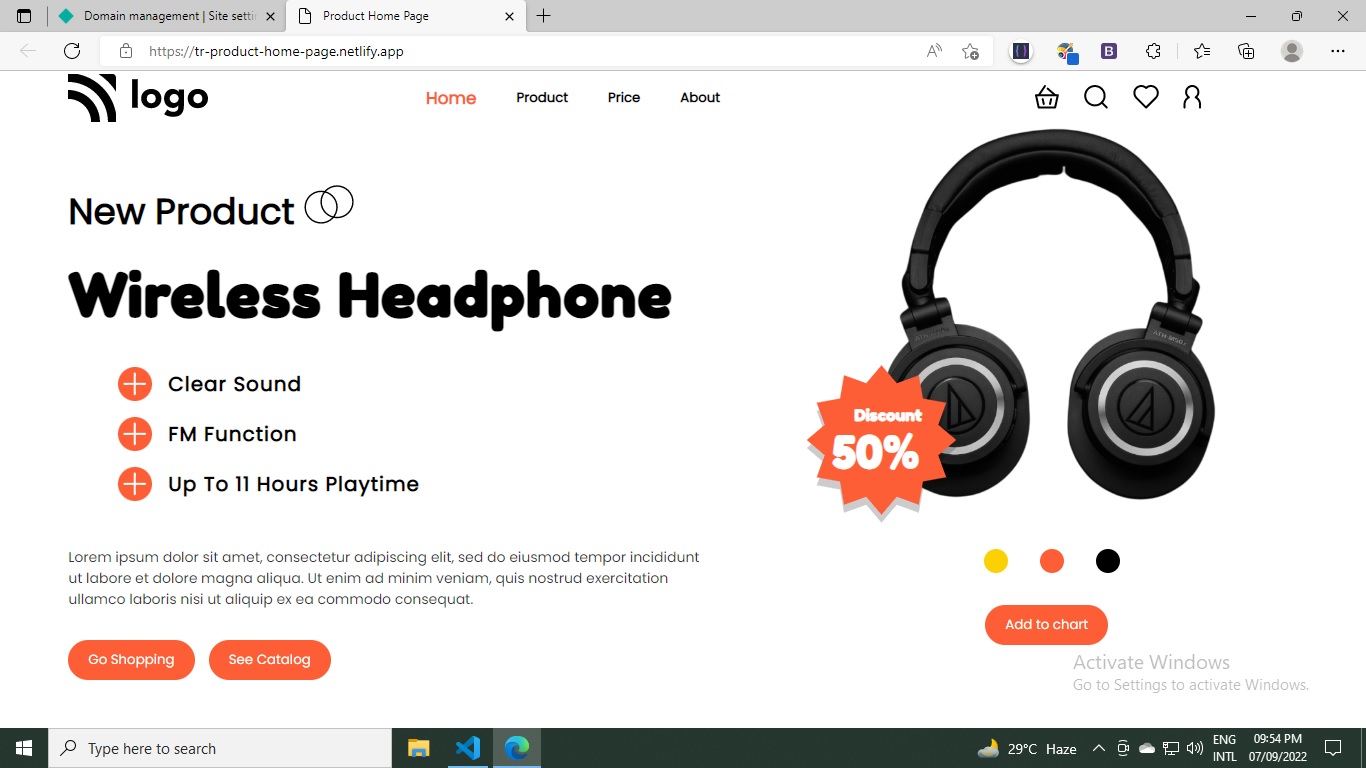 Domain management | Site setti
Product Home Page
https://tr-product-home-page.netlify.app
logo
Home Product Price About
New Product
Wireless Headphone
Clear Sound
FM Function
Up To 11 Hours Playtime
Discount
50%
Lorem ipsum dolor sit amet, consectetur adipiscing elit, sed do eiusmod tempor incididunt
ut labore et dolore magna aliqua. Ut enim ad minim veniam, quis nostrud exercitation
ullamco laboris nisi ut aliquip ex ea commodo consequat.
Go Shopping
See Catalog
Add to chart
Activate Windows
Go to Settings to activate Windows.
Type here to search
29°C Haze
ENG
INTL
09:54 PM
07/09/2022